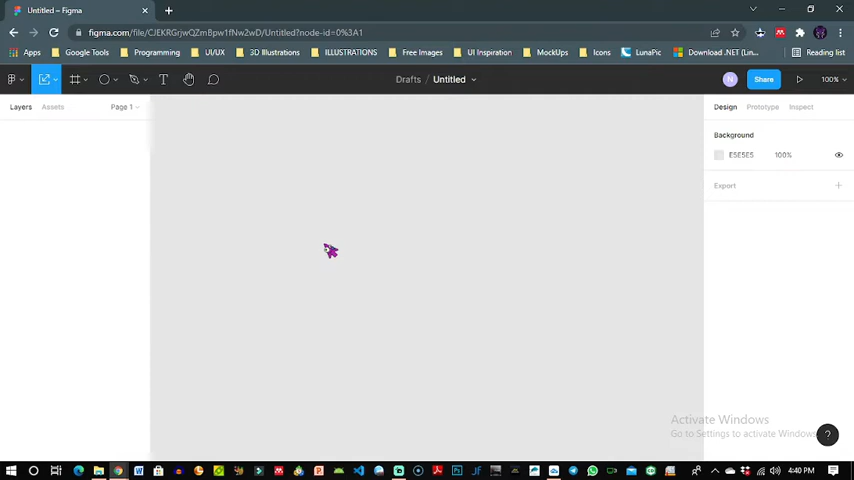 Untitled – Figma
figma.com/file/CJEKRGrjwQZmBpw1fNw2wD/Untitled?node-id=0%3A1
Apps Google Tools Programming UI/UX 3D Illustrations ILLUSTRATIONS Free Images UI Inspiration MockUps Icons LunaPic Download .NET (Lin... Reading list
Drafts / Untitled N Share 100%
Layers Assets Page 1 Design Prototype Inspect
Background
E5E5E5 100%
Export
Activate Windows
Go to Settings to activate Windows.
?
4:40 PM